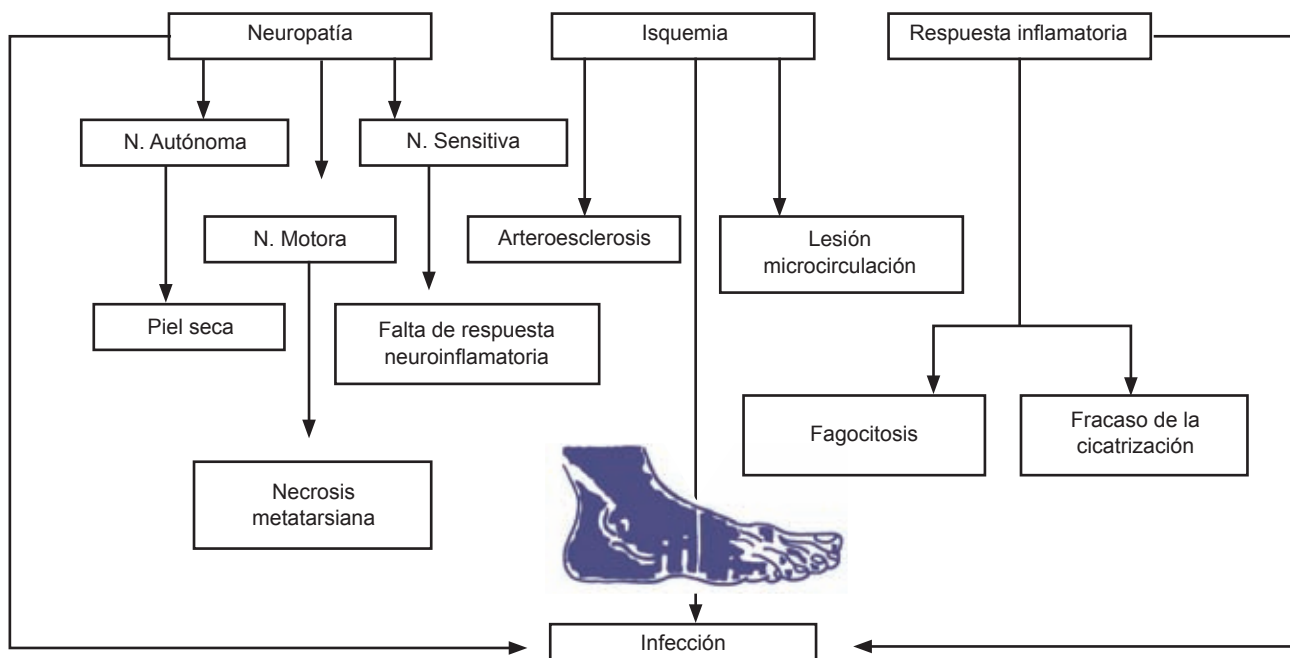 Neuropatía
Isquemia
Respuesta inflamatoria
N. Autónoma
N. Sensitiva
N. Motora
Arteroesclerosis
Lesión
microcirculación
Piel seca
Falta de respuesta
neuroinflamatoria
Fagocitosis
Fracaso de la
cicatrización
Necrosis
metatarsiana
Infección